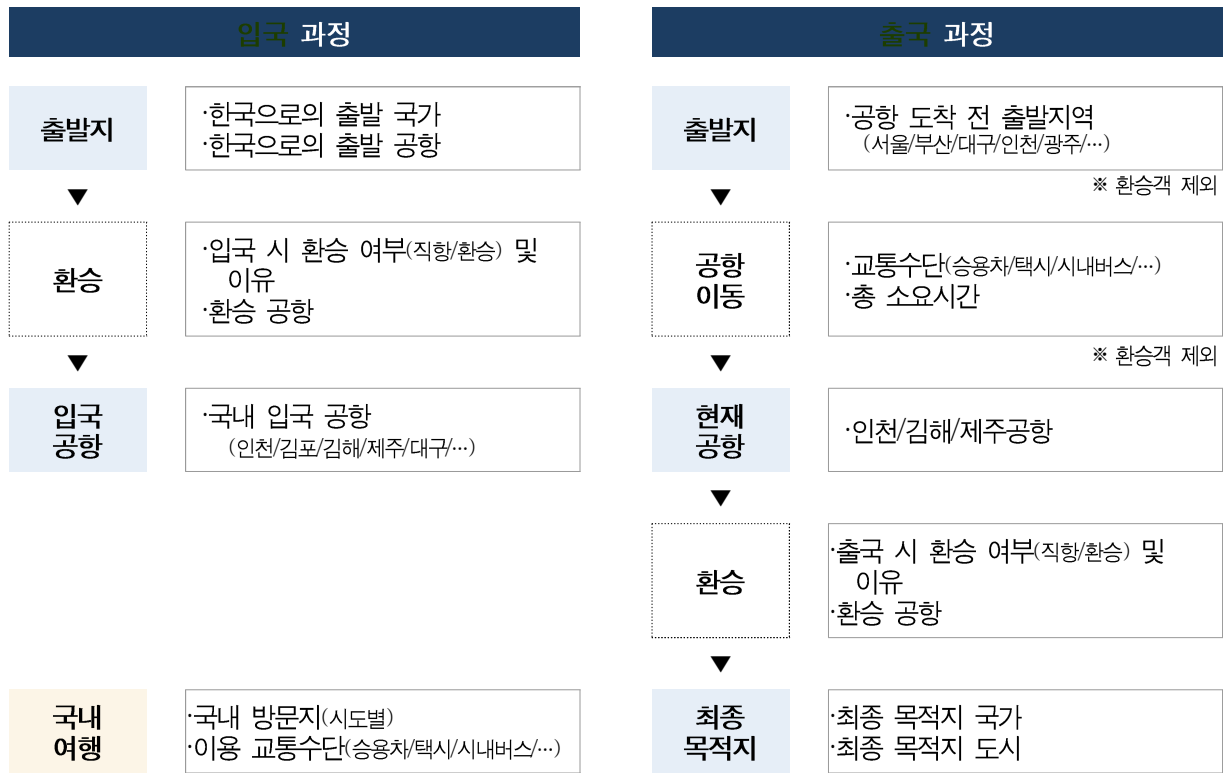 입국 과정
출발지
·한국으로의 출발 국가
·한국으로의 출발 공항
▼
환승
·입국 시 환승 여부(직항/환승) 및
이유
·환승 공항
▼
입국
공항
·국내 입국 공항
(인천/김포/김해/제주/대구/…)
국내
여행
·국내 방문지(시도별)
·이용 교통수단(승용차/택시/시내버스/…)
출국 과정
출발지
·공항 도착 전 출발지역
(서울/부산/대구/인천/광주/…)
※ 환승객 제외
▼
공항
이동
·교통수단(승용차/택시/시내버스/…)
·총 소요시간
※ 환승객 제외
▼
현재
공항
·인천/김해/제주공항
▼
환승
·출국 시 환승 여부(직항/환승) 및
이유
·환승 공항
▼
최종
목적지
·최종 목적지 국가
·최종 목적지 도시